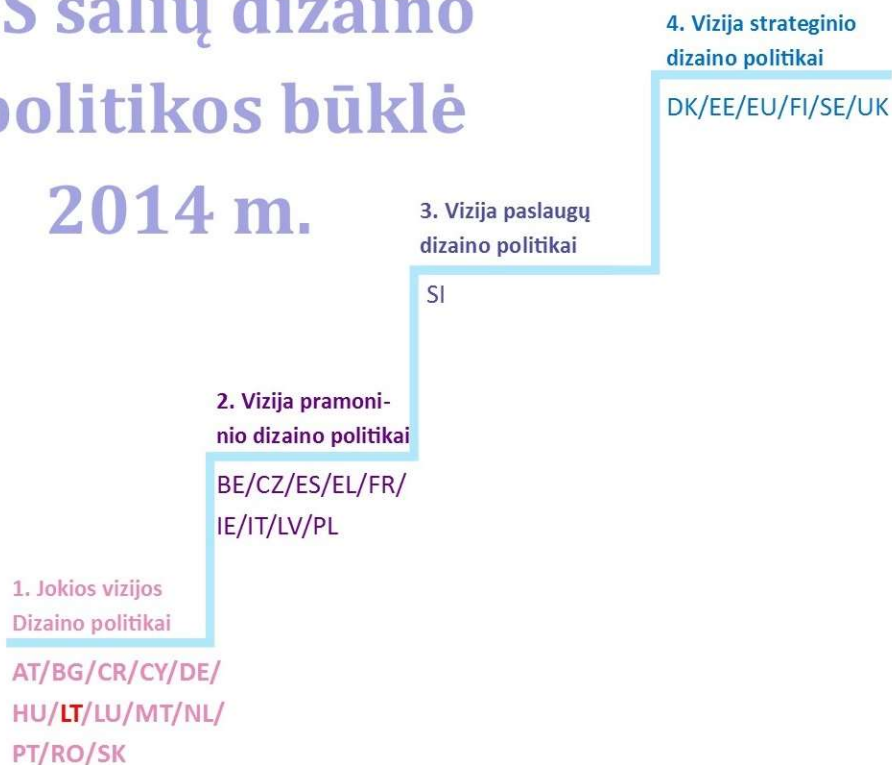 S šalių dizaino
politikos būklė
2014 m.
4. Vizija strateginio
dizaino politikai
DK/EE/EU/FI/SE/UK
3. Vizija paslaugų
dizaino politikai
SI
2. Vizija pramoni-
nio dizaino politikai
BE/CZ/ES/EL/FR/
IE/IT/LV/PL
1. Jokios vizijos
Dizaino politikai
AT/BG/CR/CY/DE/
HU/LT/LU/MT/NL/
PT/RO/SK